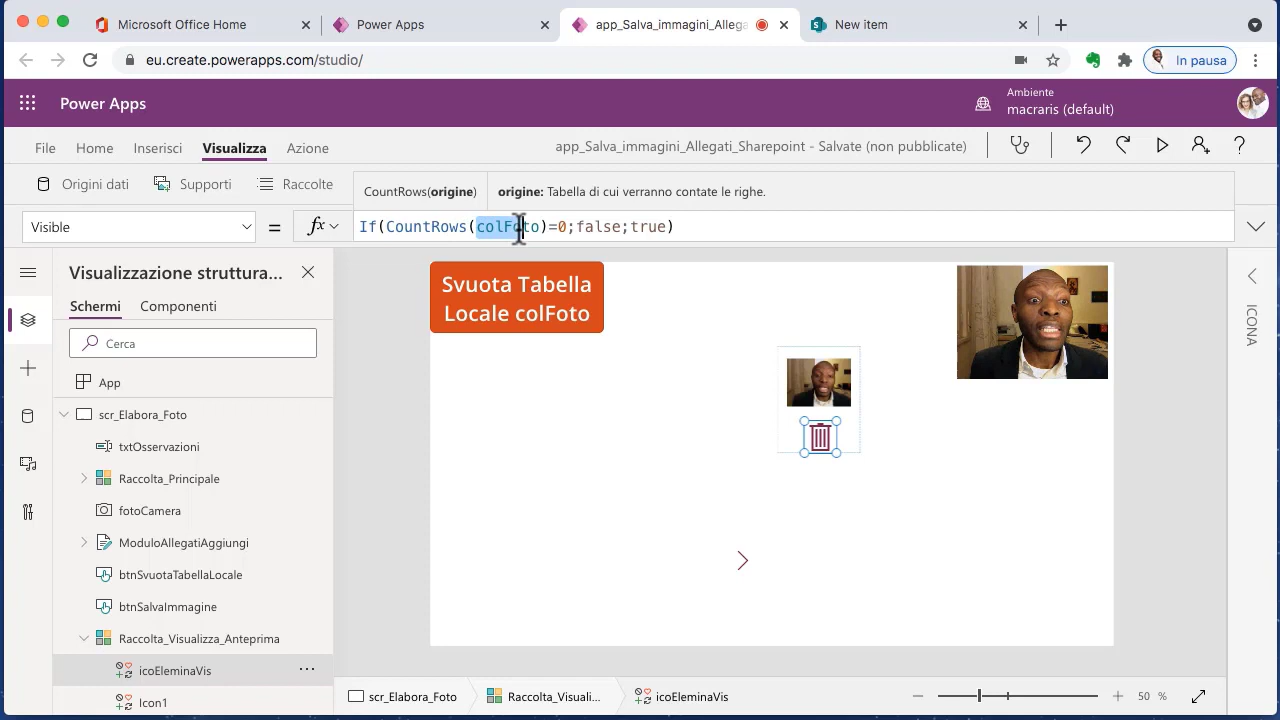 Microsoft Office Home
Power Apps
app_Salva_immagini_Allega
New item
eu.create.powerapps.com/studio/
In pausa
Power Apps
Ambiente
macraris (default)
File
Home
Inserisci
Visualizza
Azione
app_Salva_immagini_Allegati_Sharepoint - Salvate (non pubblicate)
Origini dati
Supporti
Raccolte
CountRows(origine)
origine: Tabella di cui verranno contate le righe.
Visible
=
fx
If(CountRows(colFoto)=0;false;true)
Visualizzazione struttura...
Schermi
Componenti
Cerca
App
scr_Elabora_Foto
txtOsservazioni
Raccolta_Principale
fotoCamera
ModuloAllegatiAggiungi
btnSvuotaTabellaLocale
btnSalvaImmagine
Raccolta_Visualizza_Anteprima
icoEleminaVis
Icon1
Svuota Tabella
Locale colFoto
ICONA
scr_Elabora_Foto
Raccolta_Visuali...
icoEleminaVis
50 %